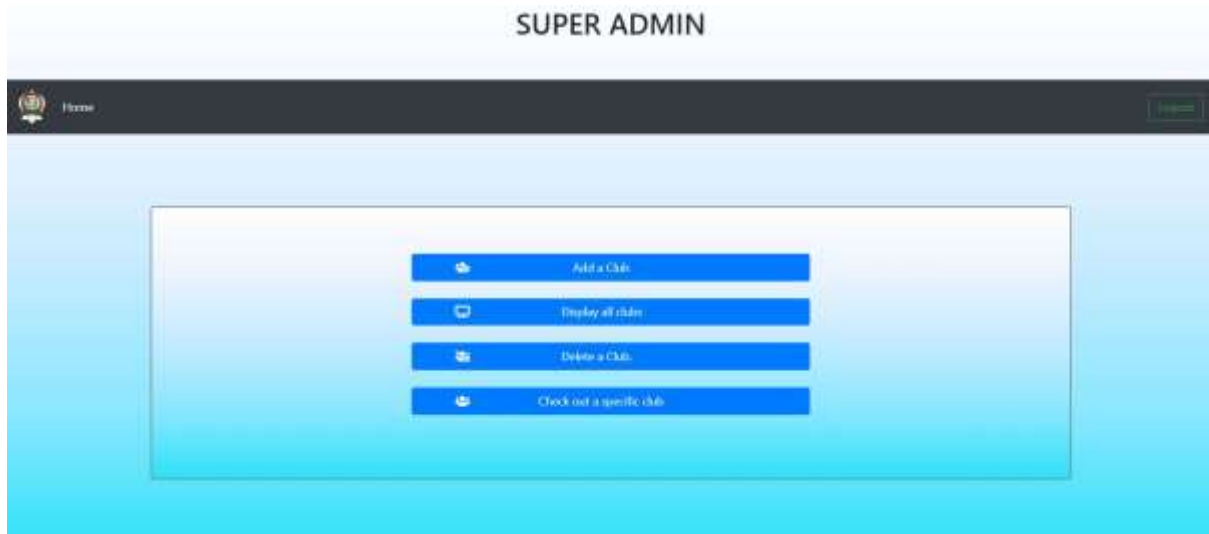 SUPER ADMIN
Home
Logout
Add a Club
Display all clubs
Delete a Club
Check out a specific club